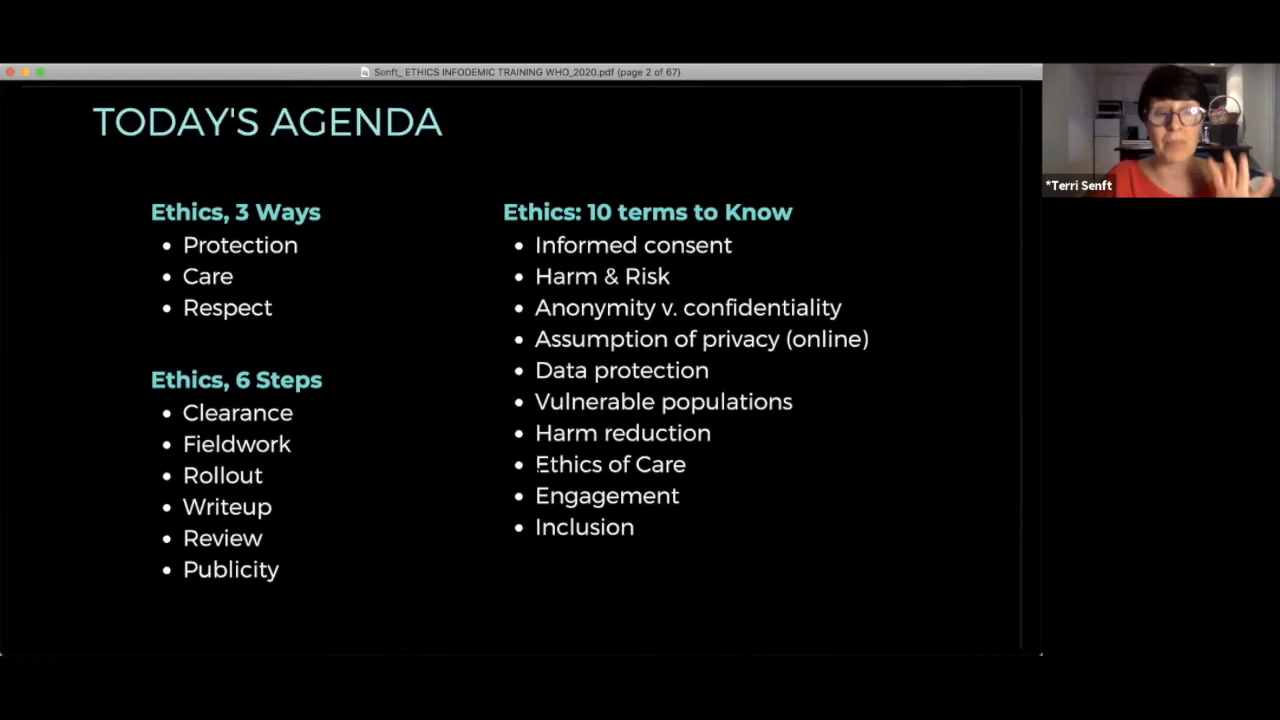 Senft_ ETHICS INFODEMIC TRAINING WHO_2020.pdf (page 2 of 67)
TODAY'S AGENDA
Ethics, 3 Ways
• Protection
• Care
• Respect
Ethics, 6 Steps
• Clearance
• Fieldwork
• Rollout
• Writeup
• Review
• Publicity
Ethics: 10 terms to Know
• Informed consent
• Harm & Risk
• Anonymity v. confidentiality
• Assumption of privacy (online)
• Data protection
• Vulnerable populations
• Harm reduction
• Ethics of Care
• Engagement
• Inclusion
*Terri Senft